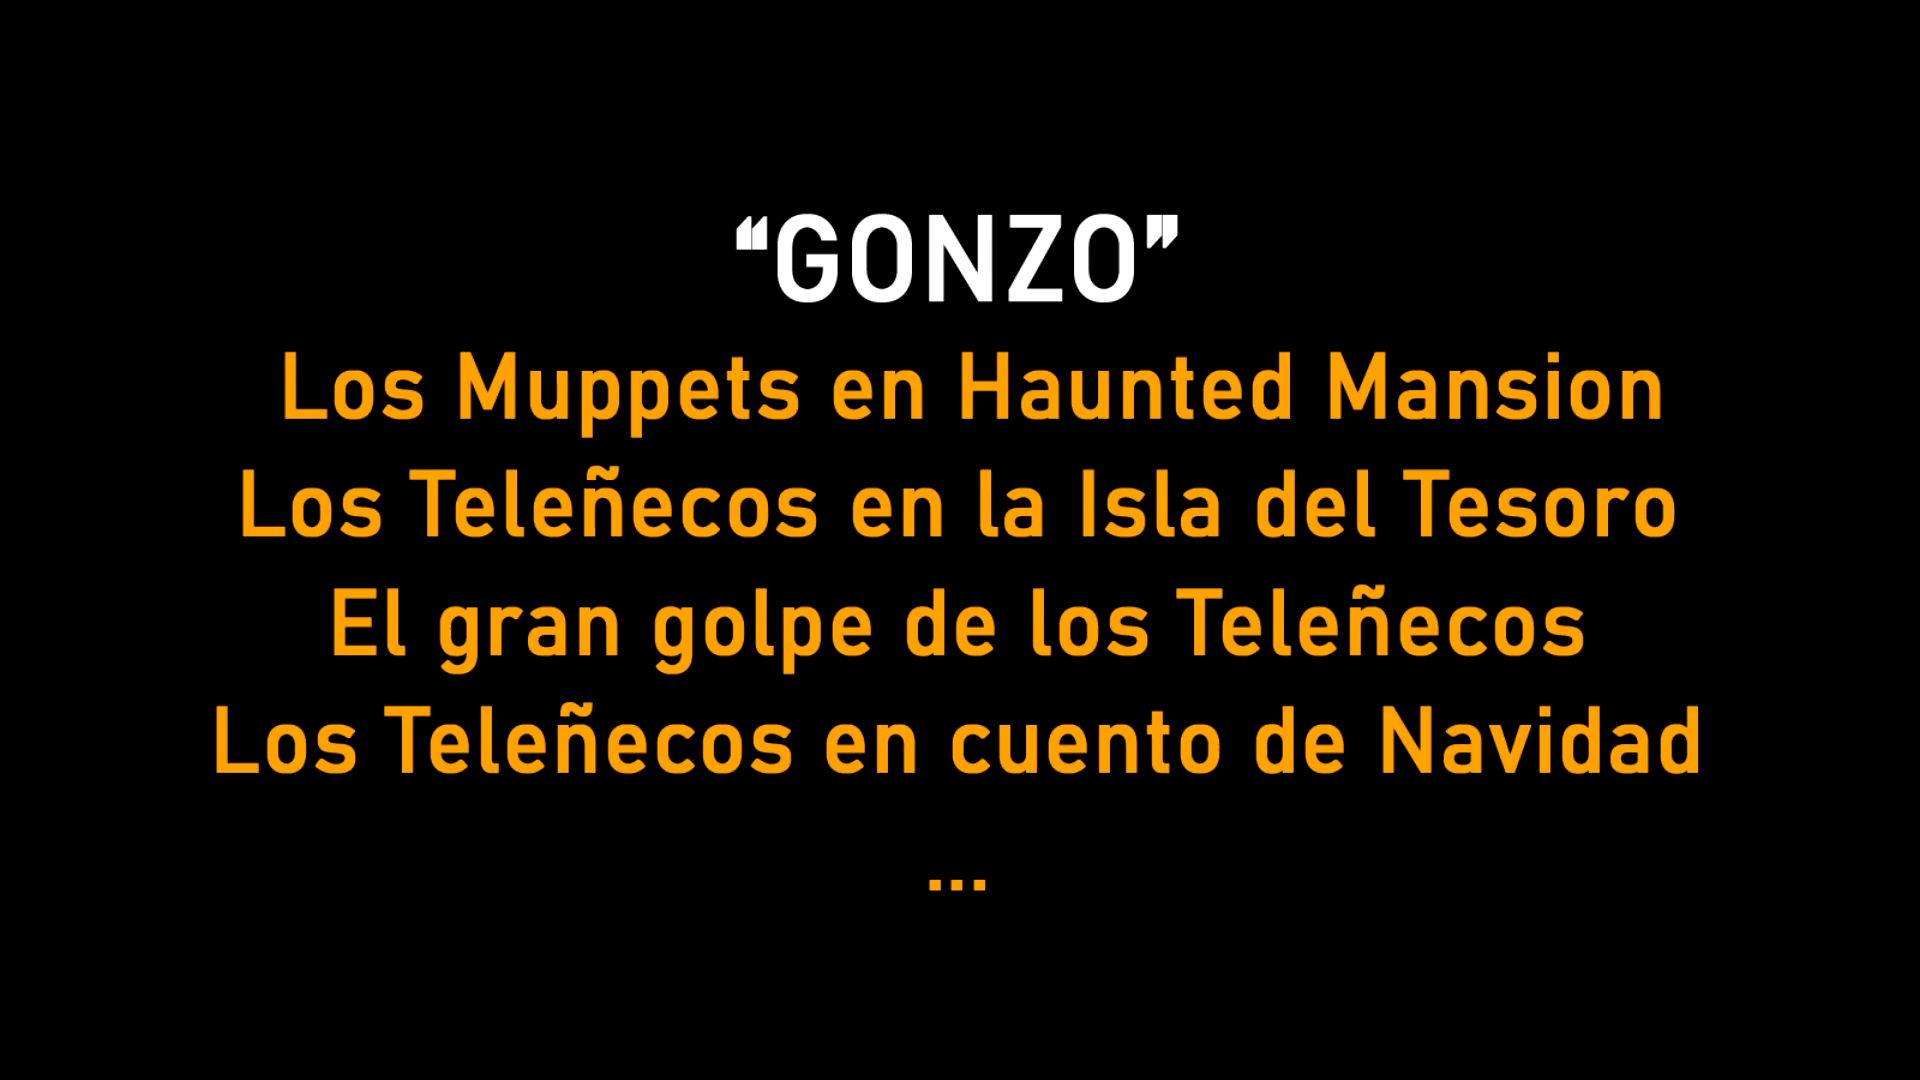 “GONZO”
Los Muppets en Haunted Mansion
Los Teleñecos en la Isla del Tesoro
El gran golpe de los Teleñecos
Los Teleñecos en cuento de Navidad
...